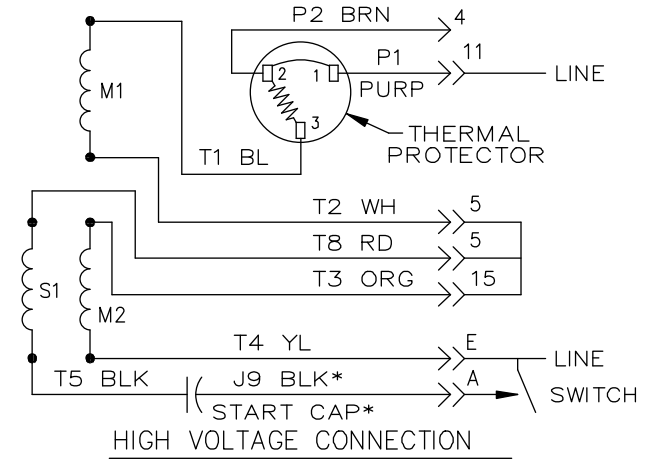 P2 BRN
4
P1
11
2
1
LINE
M1
PURP
3
THERMAL
PROTECTOR
T1 BL
T2 WH
5
T8 RD
5
S1
T3 ORG
15
M2
T4 YL
E
LINE
T5 BLK
J9 BLK*
A
SWITCH
START CAP*
HIGH VOLTAGE CONNECTION